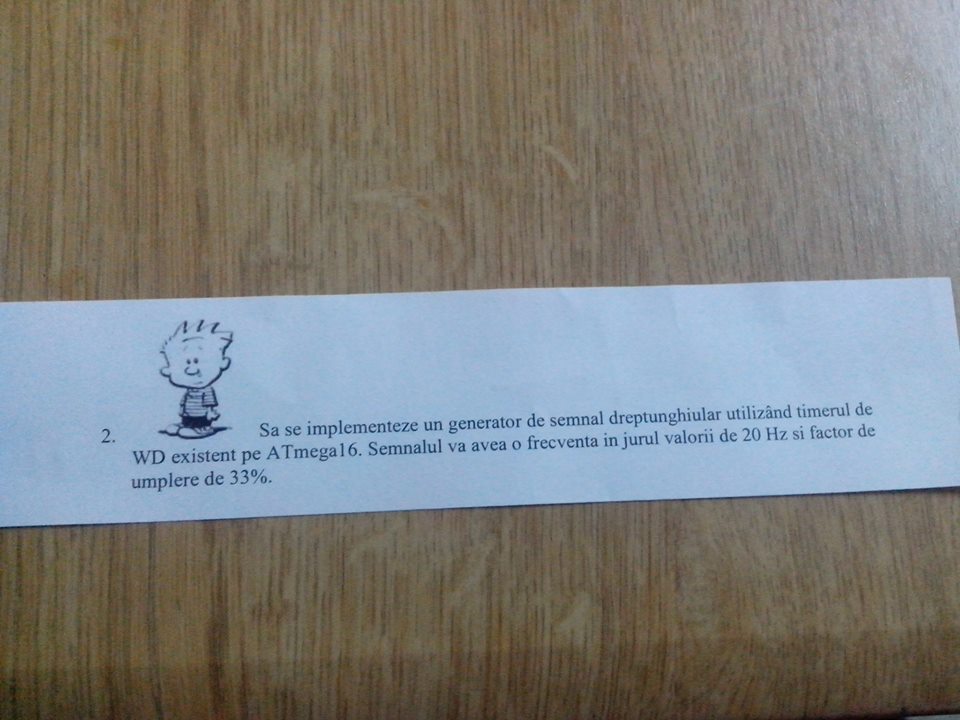 2. Sa se implementeze un generator de semnal dreptunghiular utilizând timerul de
WD existent pe ATmega16. Semnalul va avea o frecventa in jurul valorii de 20 Hz si factor de
umplere de 33%.